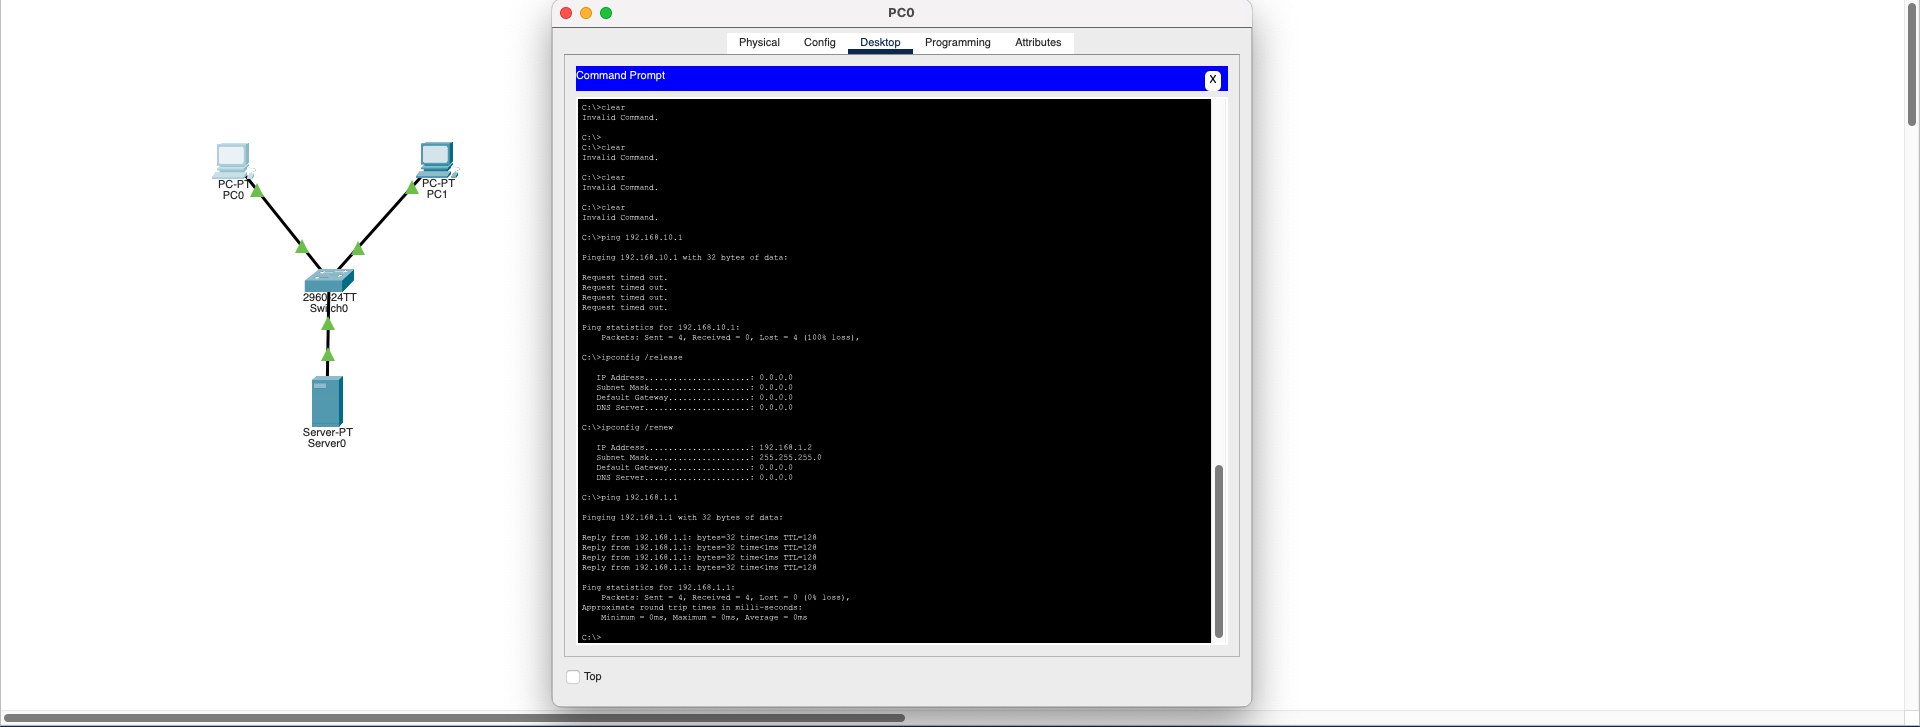 PC0
Physical Config Desktop Programming Attributes
Command Prompt
X
C:\>clear
Invalid Command.
C:\>
C:\>clear
Invalid Command.
C:\>clear
Invalid Command.
C:\>clear
Invalid Command.
C:\>ping 192.168.10.1
Pinging 192.168.10.1 with 32 bytes of data:
Request timed out.
Request timed out.
Request timed out.
Request timed out.
Ping statistics for 192.168.10.1:
Packets: Sent = 4, Received = 0, Lost = 4 (100% loss),
C:\>ipconfig /release
IP Address......................: 0.0.0.0
Subnet Mask.....................: 0.0.0.0
Default Gateway.................: 0.0.0.0
DNS Server......................: 0.0.0.0
C:\>ipconfig /renew
IP Address......................: 192.168.1.2
Subnet Mask.....................: 255.255.255.0
Default Gateway.................: 0.0.0.0
DNS Server......................: 0.0.0.0
C:\>ping 192.168.1.1
Pinging 192.168.1.1 with 32 bytes of data:
Reply from 192.168.1.1: bytes=32 time<1ms TTL=128
Reply from 192.168.1.1: bytes=32 time<1ms TTL=128
Reply from 192.168.1.1: bytes=32 time<1ms TTL=128
Reply from 192.168.1.1: bytes=32 time<1ms TTL=128
Ping statistics for 192.168.1.1:
Packets: Sent = 4, Received = 4, Lost = 0 (0% loss),
Approximate round trip times in milli-seconds:
Minimum = 0ms, Maximum = 0ms, Average = 0ms
C:\>
Top
PC-PT
PC0
PC-PT
PC1
2960-24TT
Switch0
Server-PT
Server0